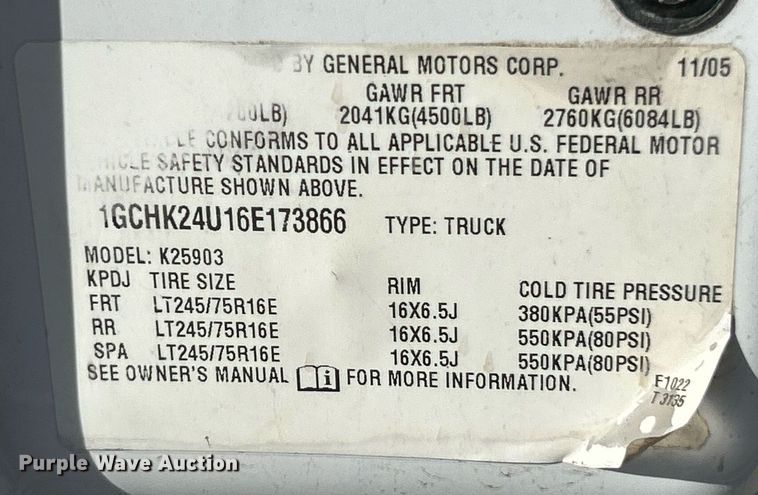 BY GENERAL MOTORS CORP. 11/05
GAWR FRT GAWR RR
00LB) 2041KG(4500LB) 2760KG(6084LB)
CONFORMS TO ALL APPLICABLE U.S. FEDERAL MOTOR
VEHICLE SAFETY STANDARDS IN EFFECT ON THE DATE OF
MANUFACTURE SHOWN ABOVE.
1GCHK24U16E173866 TYPE: TRUCK
MODEL: K25903
KPDJ TIRE SIZE RIM COLD TIRE PRESSURE
FRT LT245/75R16E 16X6.5J 380KPA(55PSI)
RR LT245/75R16E 16X6.5J 550KPA(80PSI)
SPA LT245/75R16E 16X6.5J 550KPA(80PSI)
SEE OWNER'S MANUAL i FOR MORE INFORMATION.
F1022
T3135
Purple Wave Auction